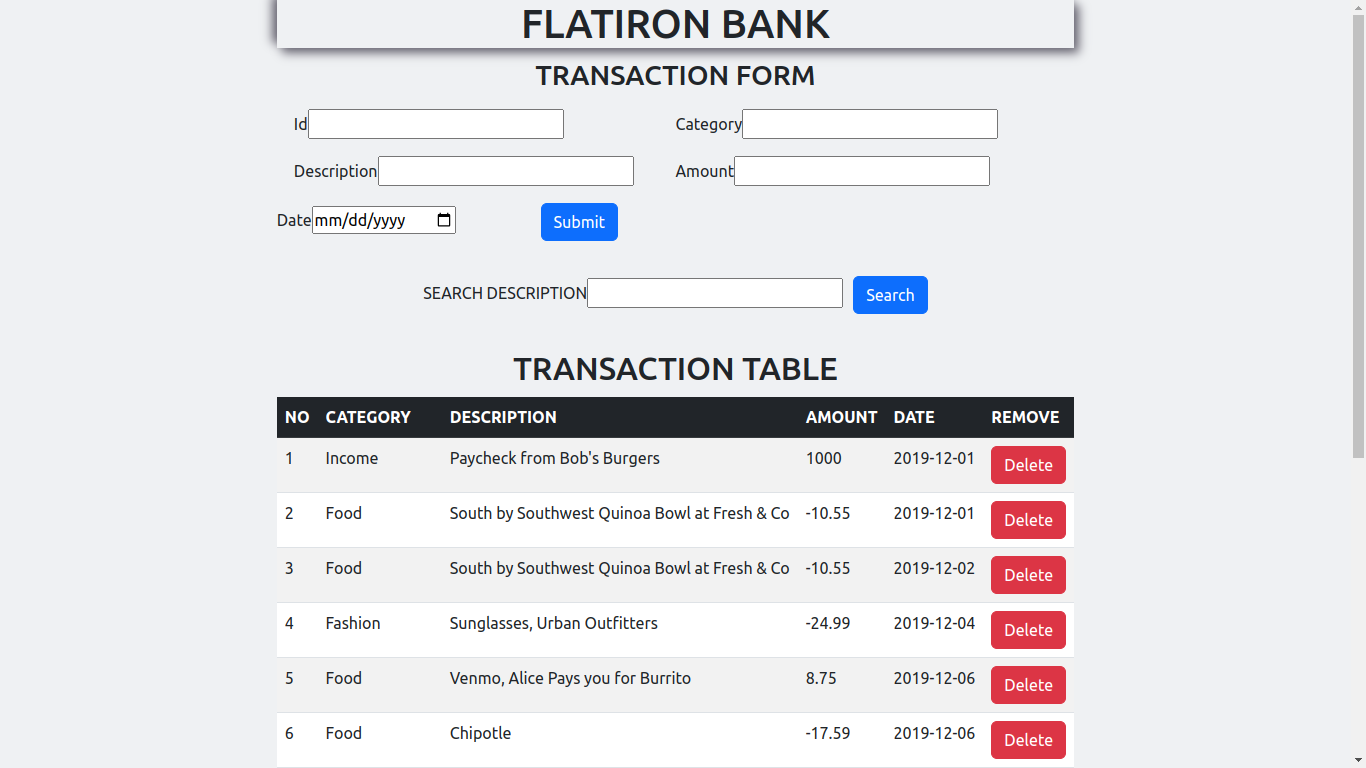 FLATIRON BANK
TRANSACTION FORM
Id Category
Description Amount
Date mm/dd/yyyy Submit
SEARCH DESCRIPTION Search
TRANSACTION TABLE
NO CATEGORY DESCRIPTION AMOUNT DATE REMOVE
1 Income Paycheck from Bob's Burgers 1000 2019-12-01 Delete
2 Food South by Southwest Quinoa Bowl at Fresh & Co -10.55 2019-12-01 Delete
3 Food South by Southwest Quinoa Bowl at Fresh & Co -10.55 2019-12-02 Delete
4 Fashion Sunglasses, Urban Outfitters -24.99 2019-12-04 Delete
5 Food Venmo, Alice Pays you for Burrito 8.75 2019-12-06 Delete
6 Food Chipotle -17.59 2019-12-06 Delete